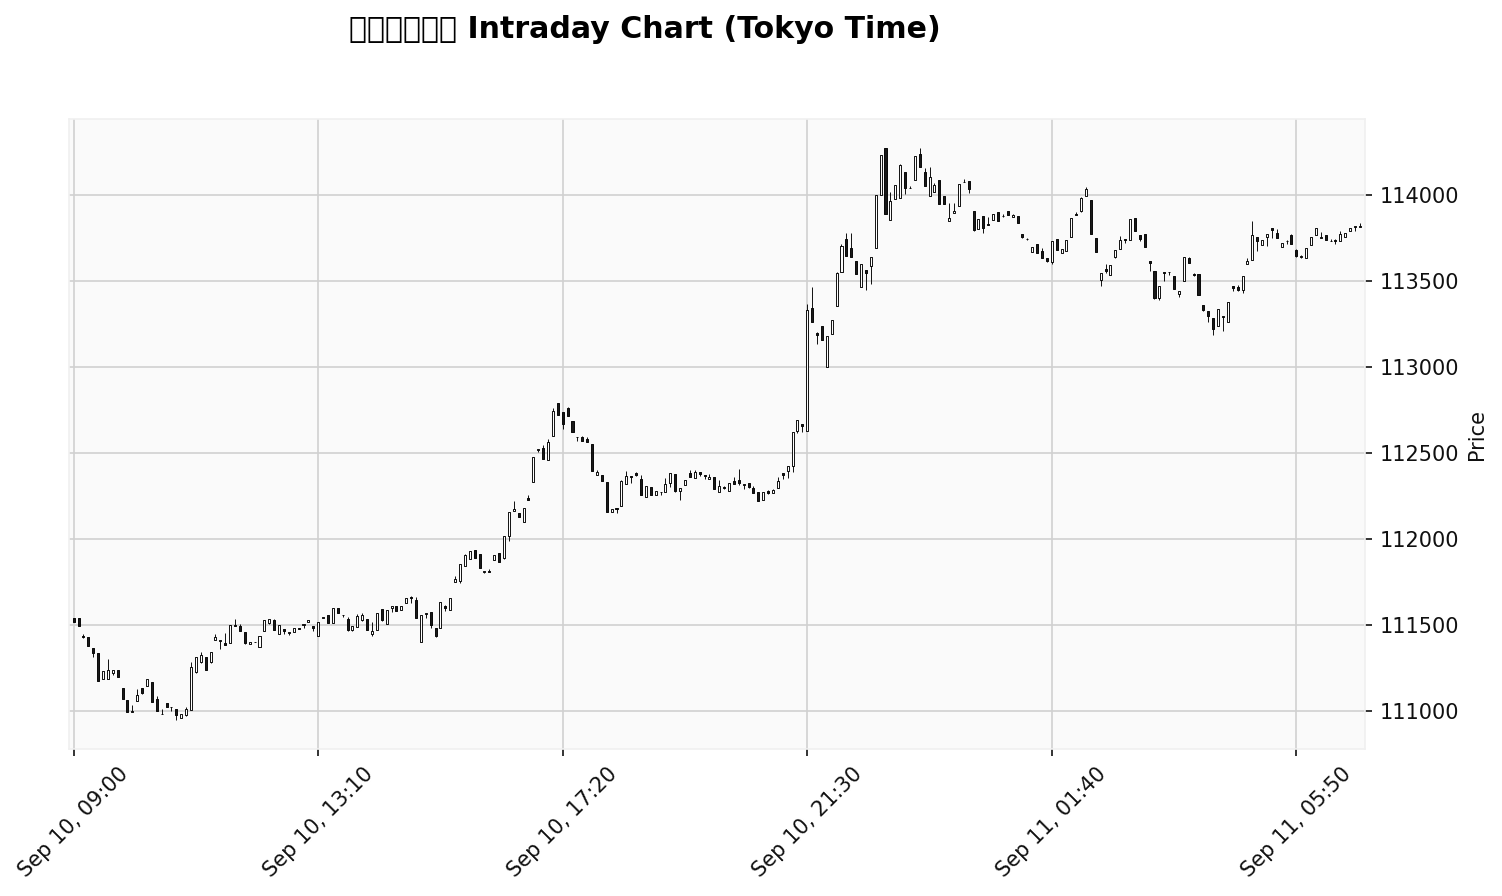 Intraday Chart (Tokyo Time)
114000
113500
113000
112500
112000
111500
111000
Price
Sep 10, 09:00
Sep 10, 13:10
Sep 10, 17:20
Sep 10, 21:30
Sep 11, 01:40
Sep 11, 05:50